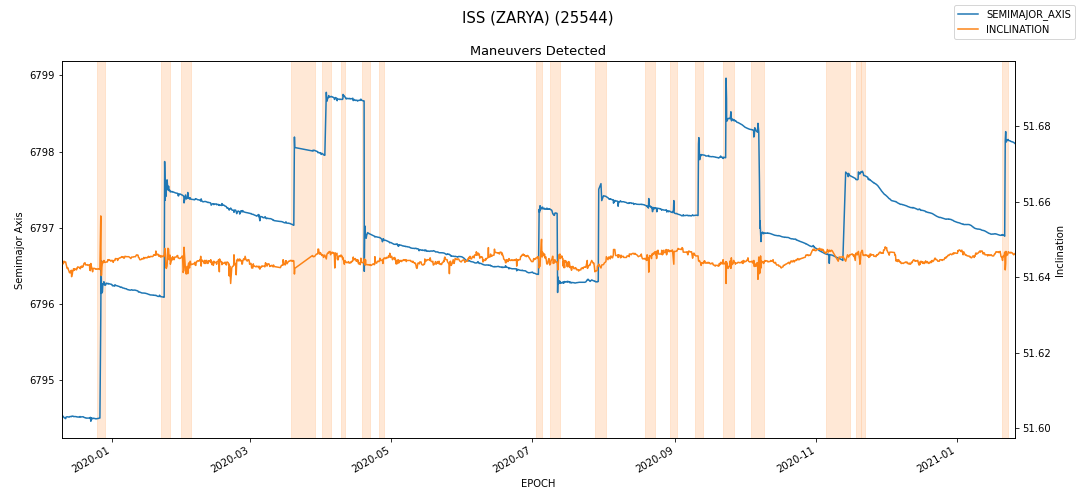 ISS (ZARYA) (25544)
SEMIMAJOR_AXIS
INCLINATION
Maneuvers Detected
6799
6798
6797
6796
6795
Semimajor Axis
51.68
51.66
51.64
51.62
51.60
Inclination
2020-01
2020-03
2020-05
2020-07
2020-09
2020-11
2021-01
EPOCH